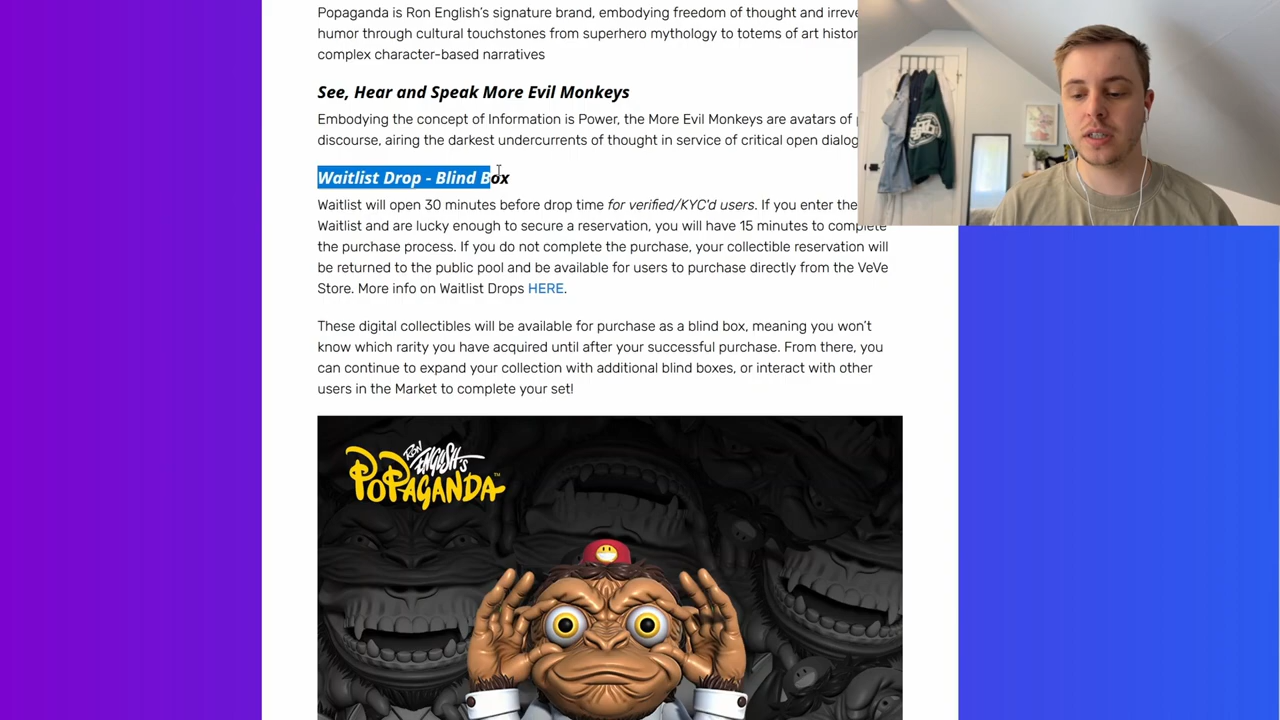 Popaganda is Ron English's signature brand, embodying freedom of thought and
humor through cultural touchstones from superhero mythology to totems of art
complex character-based narratives
See, Hear and Speak More Evil Monkeys
Embodying the concept of Information is Power, the More Evil Monkeys are avatars of
discourse, airing the darkest undercurrents of thought in service of critical open
Waitlist Drop - Blind Box
Waitlist will open 30 minutes before drop time for verified/KYC'd users. If you enter the
Waitlist and are lucky enough to secure a reservation, you will have 15 minutes to complete
the purchase process. If you do not complete the purchase, your collectible reservation will
be returned to the public pool and be available for users to purchase directly from the VeVe
Store. More info on Waitlist Drops HERE.
These digital collectibles will be available for purchase as a blind box, meaning you won't
know which rarity you have acquired until after your successful purchase. From there, you
can continue to expand your collection with additional blind boxes, or interact with other
users in the Market to complete your set!
RON ENGLISH'S
POPAGANDA™